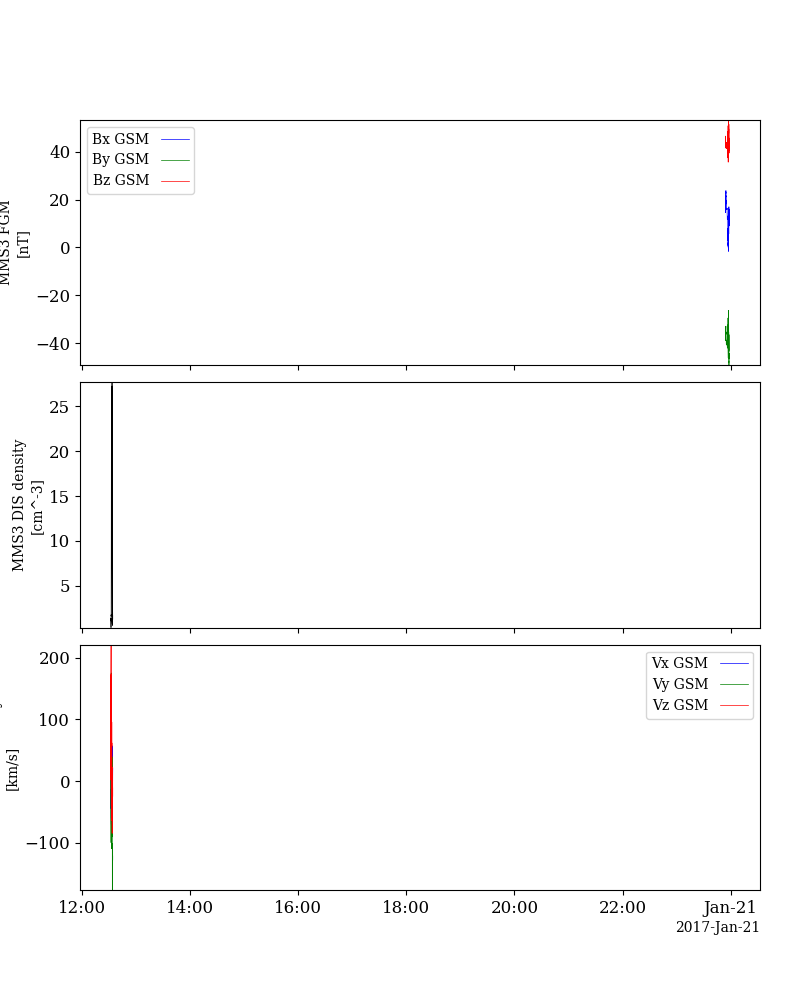 Bx GSM
By GSM
Bz GSM
40
20
0
−20
−40
MMS3 FGM
[nT]
25
20
15
10
5
MMS3 DIS density
[cm^-3]
Vx GSM
Vy GSM
Vz GSM
200
100
0
−100
[km/s]
12:00 14:00 16:00 18:00 20:00 22:00 Jan-21
2017-Jan-21